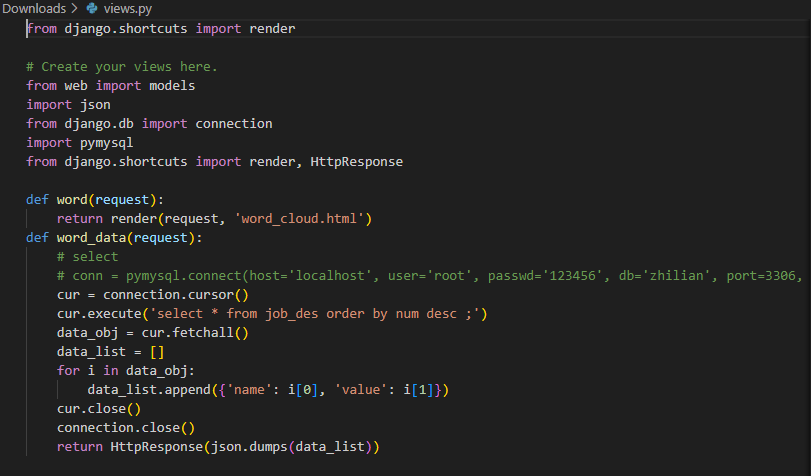 Downloads > views.py
from django.shortcuts import render
# Create your views here.
from web import models
import json
from django.db import connection
import pymysql
from django.shortcuts import render, HttpResponse
def word(request):
    return render(request, 'word_cloud.html')
def word_data(request):
    # select
    # conn = pymysql.connect(host='localhost', user='root', passwd='123456', db='zhilian', port=3306,
    cur = connection.cursor()
    cur.execute('select * from job_des order by num desc ;')
    data_obj = cur.fetchall()
    data_list = []
    for i in data_obj:
        data_list.append({'name': i[0], 'value': i[1]})
    cur.close()
    connection.close()
    return HttpResponse(json.dumps(data_list))